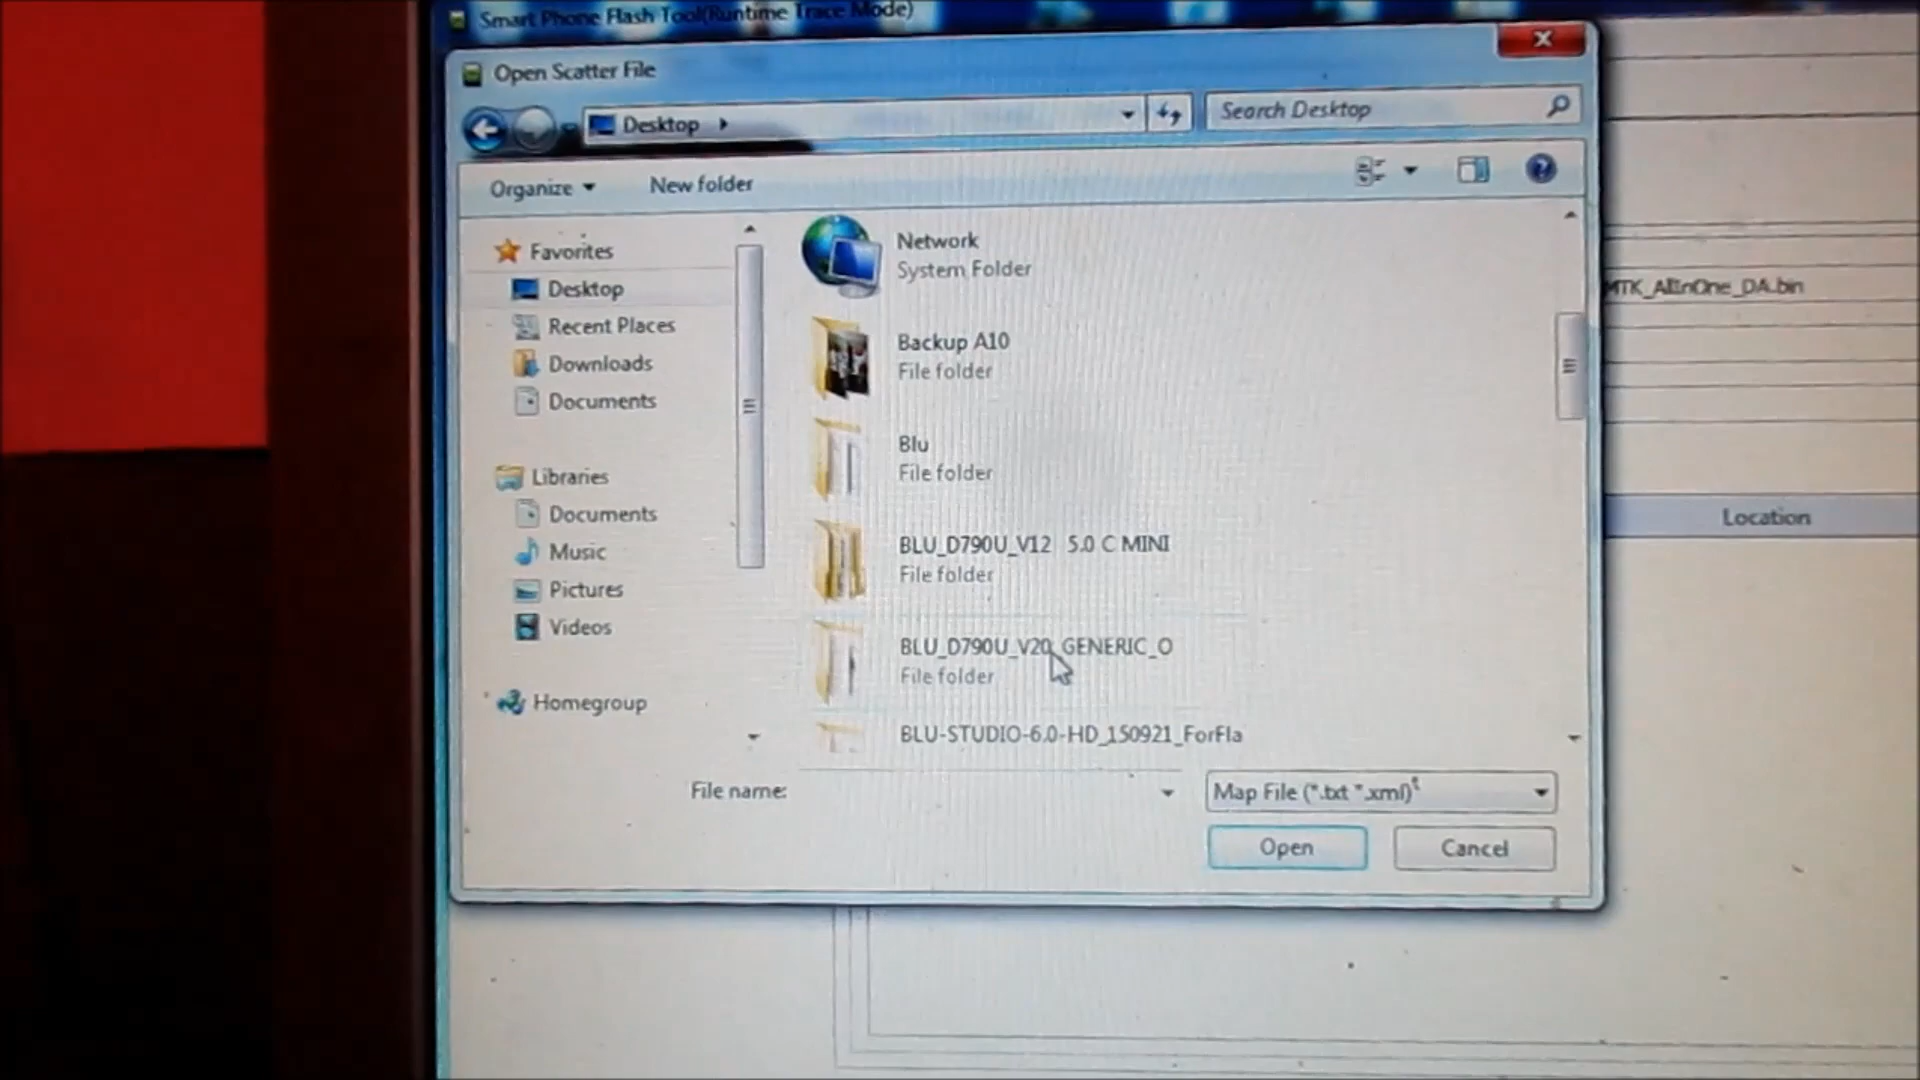 Smart Phone Flash Tool(Runtime Trace Mode)
Open Scatter File
Desktop
Search Desktop
Organize
New folder
Favorites
Desktop
Recent Places
Downloads
Documents
Libraries
Documents
Music
Pictures
Videos
Homegroup
Network
System Folder
Backup A10
File folder
Blu
File folder
BLU_D790U_V12 5.0 C MINI
File folder
BLU_D790U_V20_GENERIC_O
File folder
BLU-STUDIO-6.0-HD_150921_ForFla
File name:
Map File (*.txt *.xml)
Open
Cancel
MTK_AllInOne_DA.bin
Location